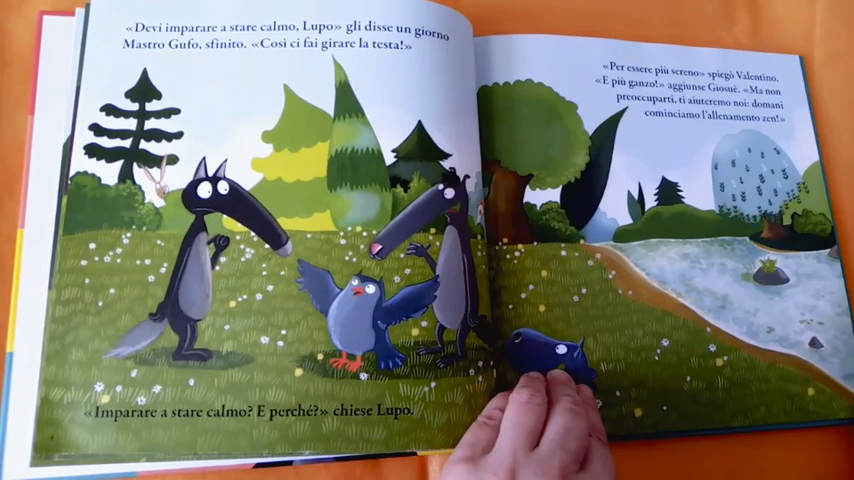 «Devi imparare a stare calmo, Lupo» gli disse un giorno
Mastro Gufo, sfinito. «Così ci fai girare la testa!»
«Imparare a stare calmo? E perché?» chiese Lupo.
«Per essere più sereno» spiegò Valentino.
«E più ganzo!» aggiunse Giosuè. «Ma non
preoccuparti, ti aiuteremo noi: domani
cominciamo l'allenamento zen!»